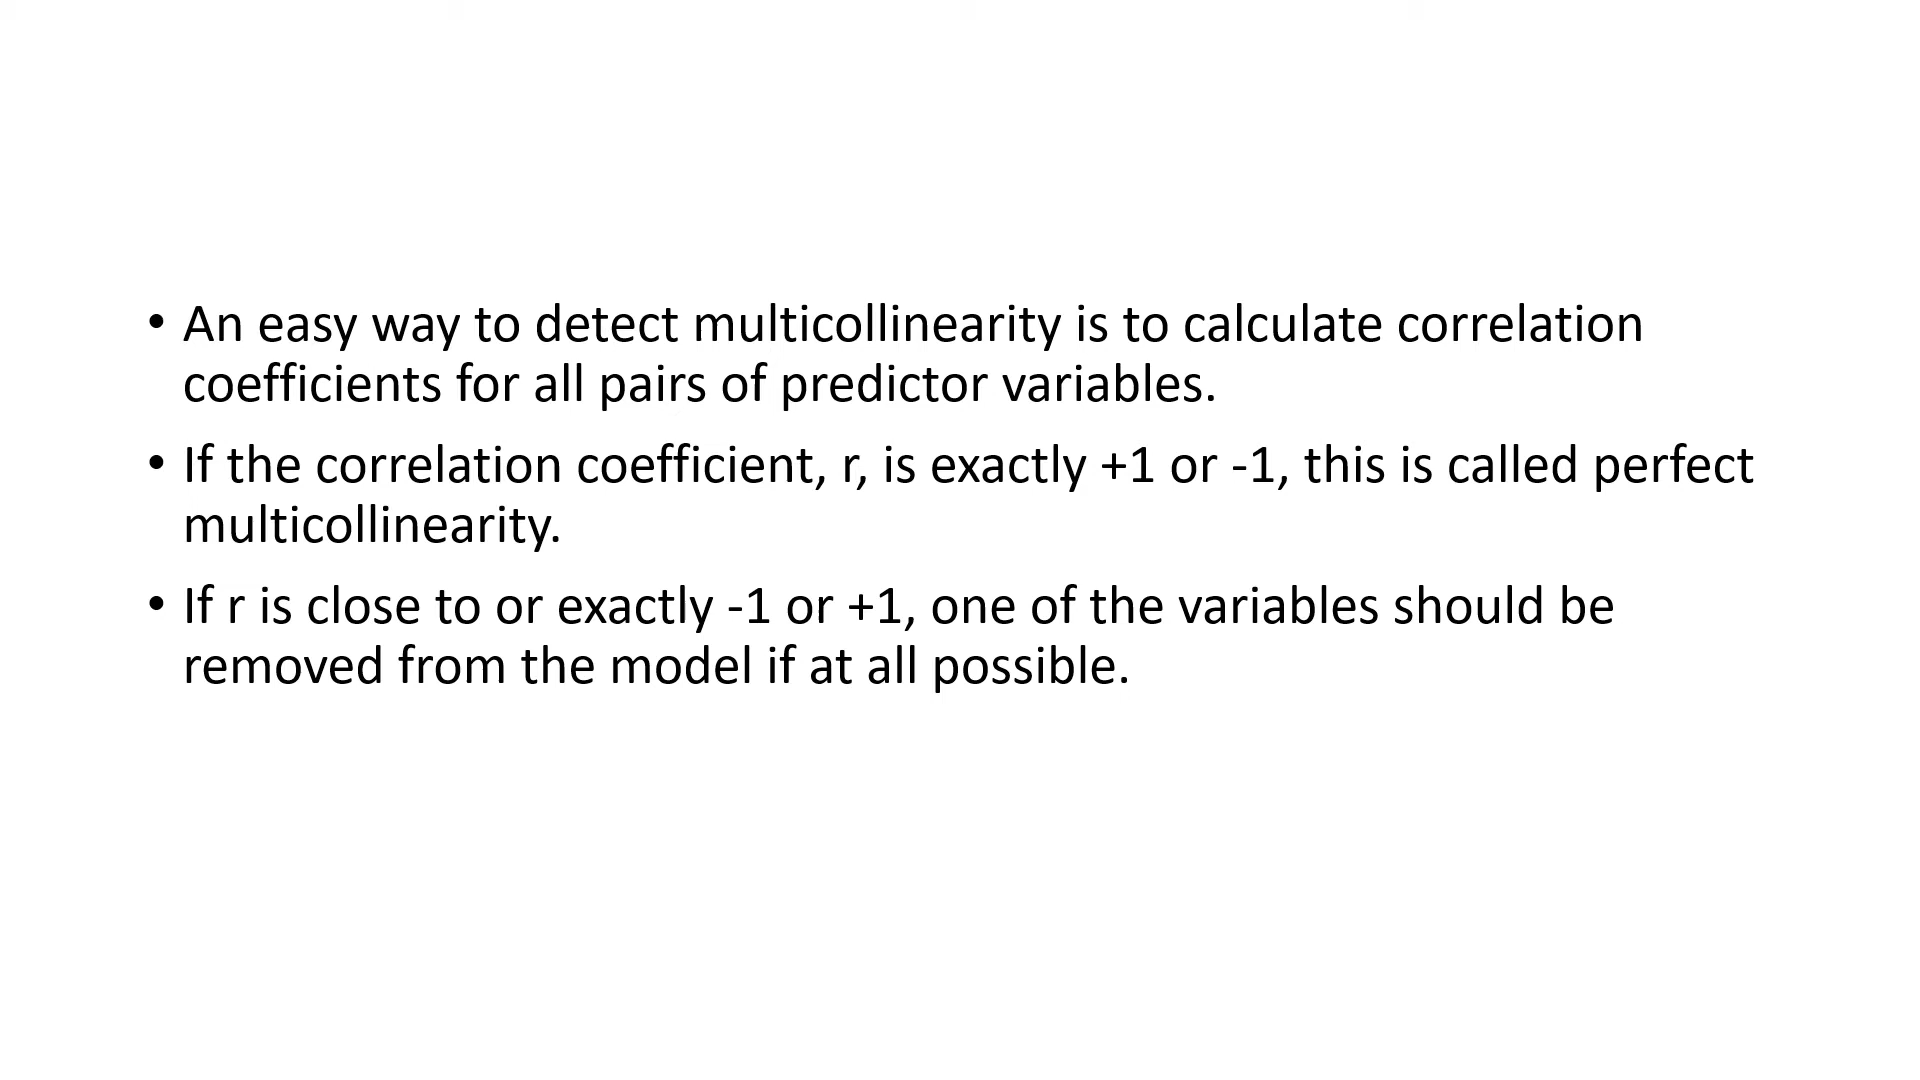 • An easy way to detect multicollinearity is to calculate correlation
coefficients for all pairs of predictor variables.
• If the correlation coefficient, r, is exactly +1 or -1, this is called perfect
multicollinearity.
• If r is close to or exactly -1 or +1, one of the variables should be
removed from the model if at all possible.